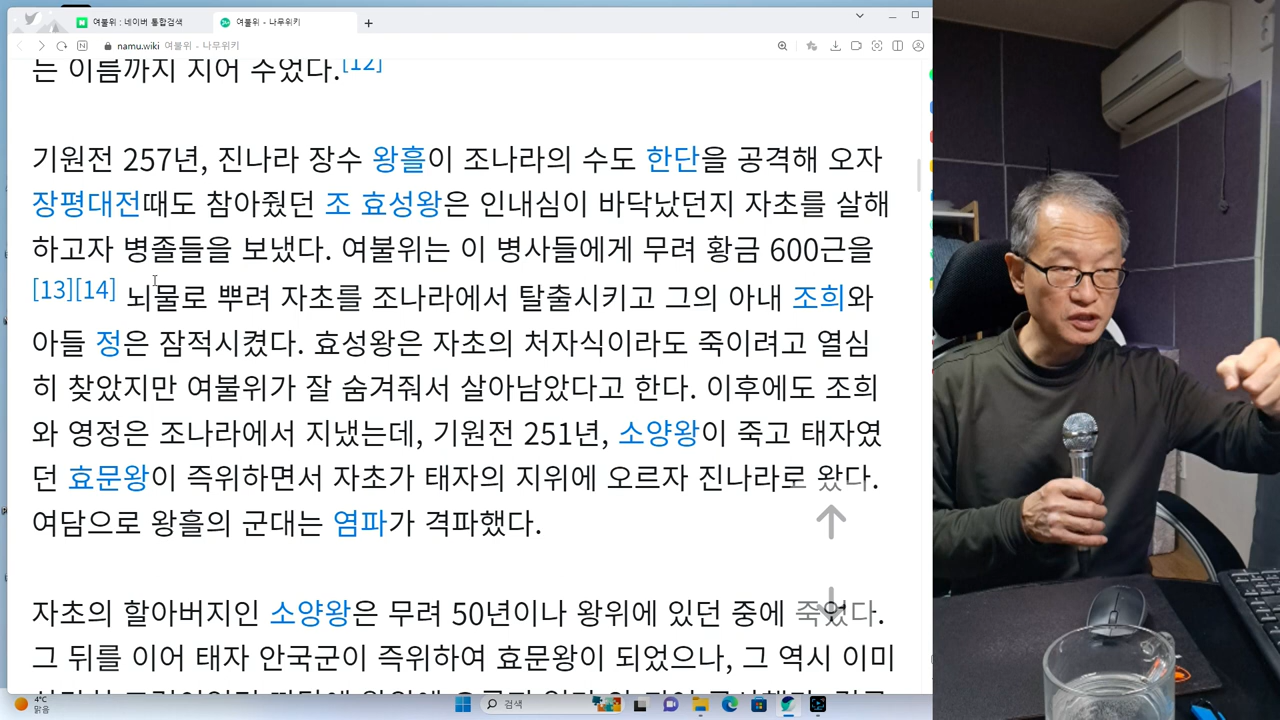 여불위 : 네이버 통합검색
여불위 - 나무위키
namu.wiki 여불위 - 나무위키
는 이름까지 지어 주었다.[12]
기원전 257년, 진나라 장수 왕흘이 조나라의 수도 한단을 공격해 오자
장평대전때도 참아줬던 조 효성왕은 인내심이 바닥났던지 자초를 살해
하고자 병졸들을 보냈다. 여불위는 이 병사들에게 무려 황금 600근을
[13][14] 뇌물로 뿌려 자초를 조나라에서 탈출시키고 그의 아내 조희와
아들 정은 잠적시켰다. 효성왕은 자초의 처자식이라도 죽이려고 열심
히 찾았지만 여불위가 잘 숨겨줘서 살아남았다고 한다. 이후에도 조희
와 영정은 조나라에서 지냈는데, 기원전 251년, 소양왕이 죽고 태자였
던 효문왕이 즉위하면서 자초가 태자의 지위에 오르자 진나라로 왔다.
여담으로 왕흘의 군대는 염파가 격파했다.
자초의 할아버지인 소양왕은 무려 50년이나 왕위에 있던 중에 죽었다.
그 뒤를 이어 태자 안국군이 즉위하여 효문왕이 되었으나, 그 역시 이미
4°C
맑음
검색